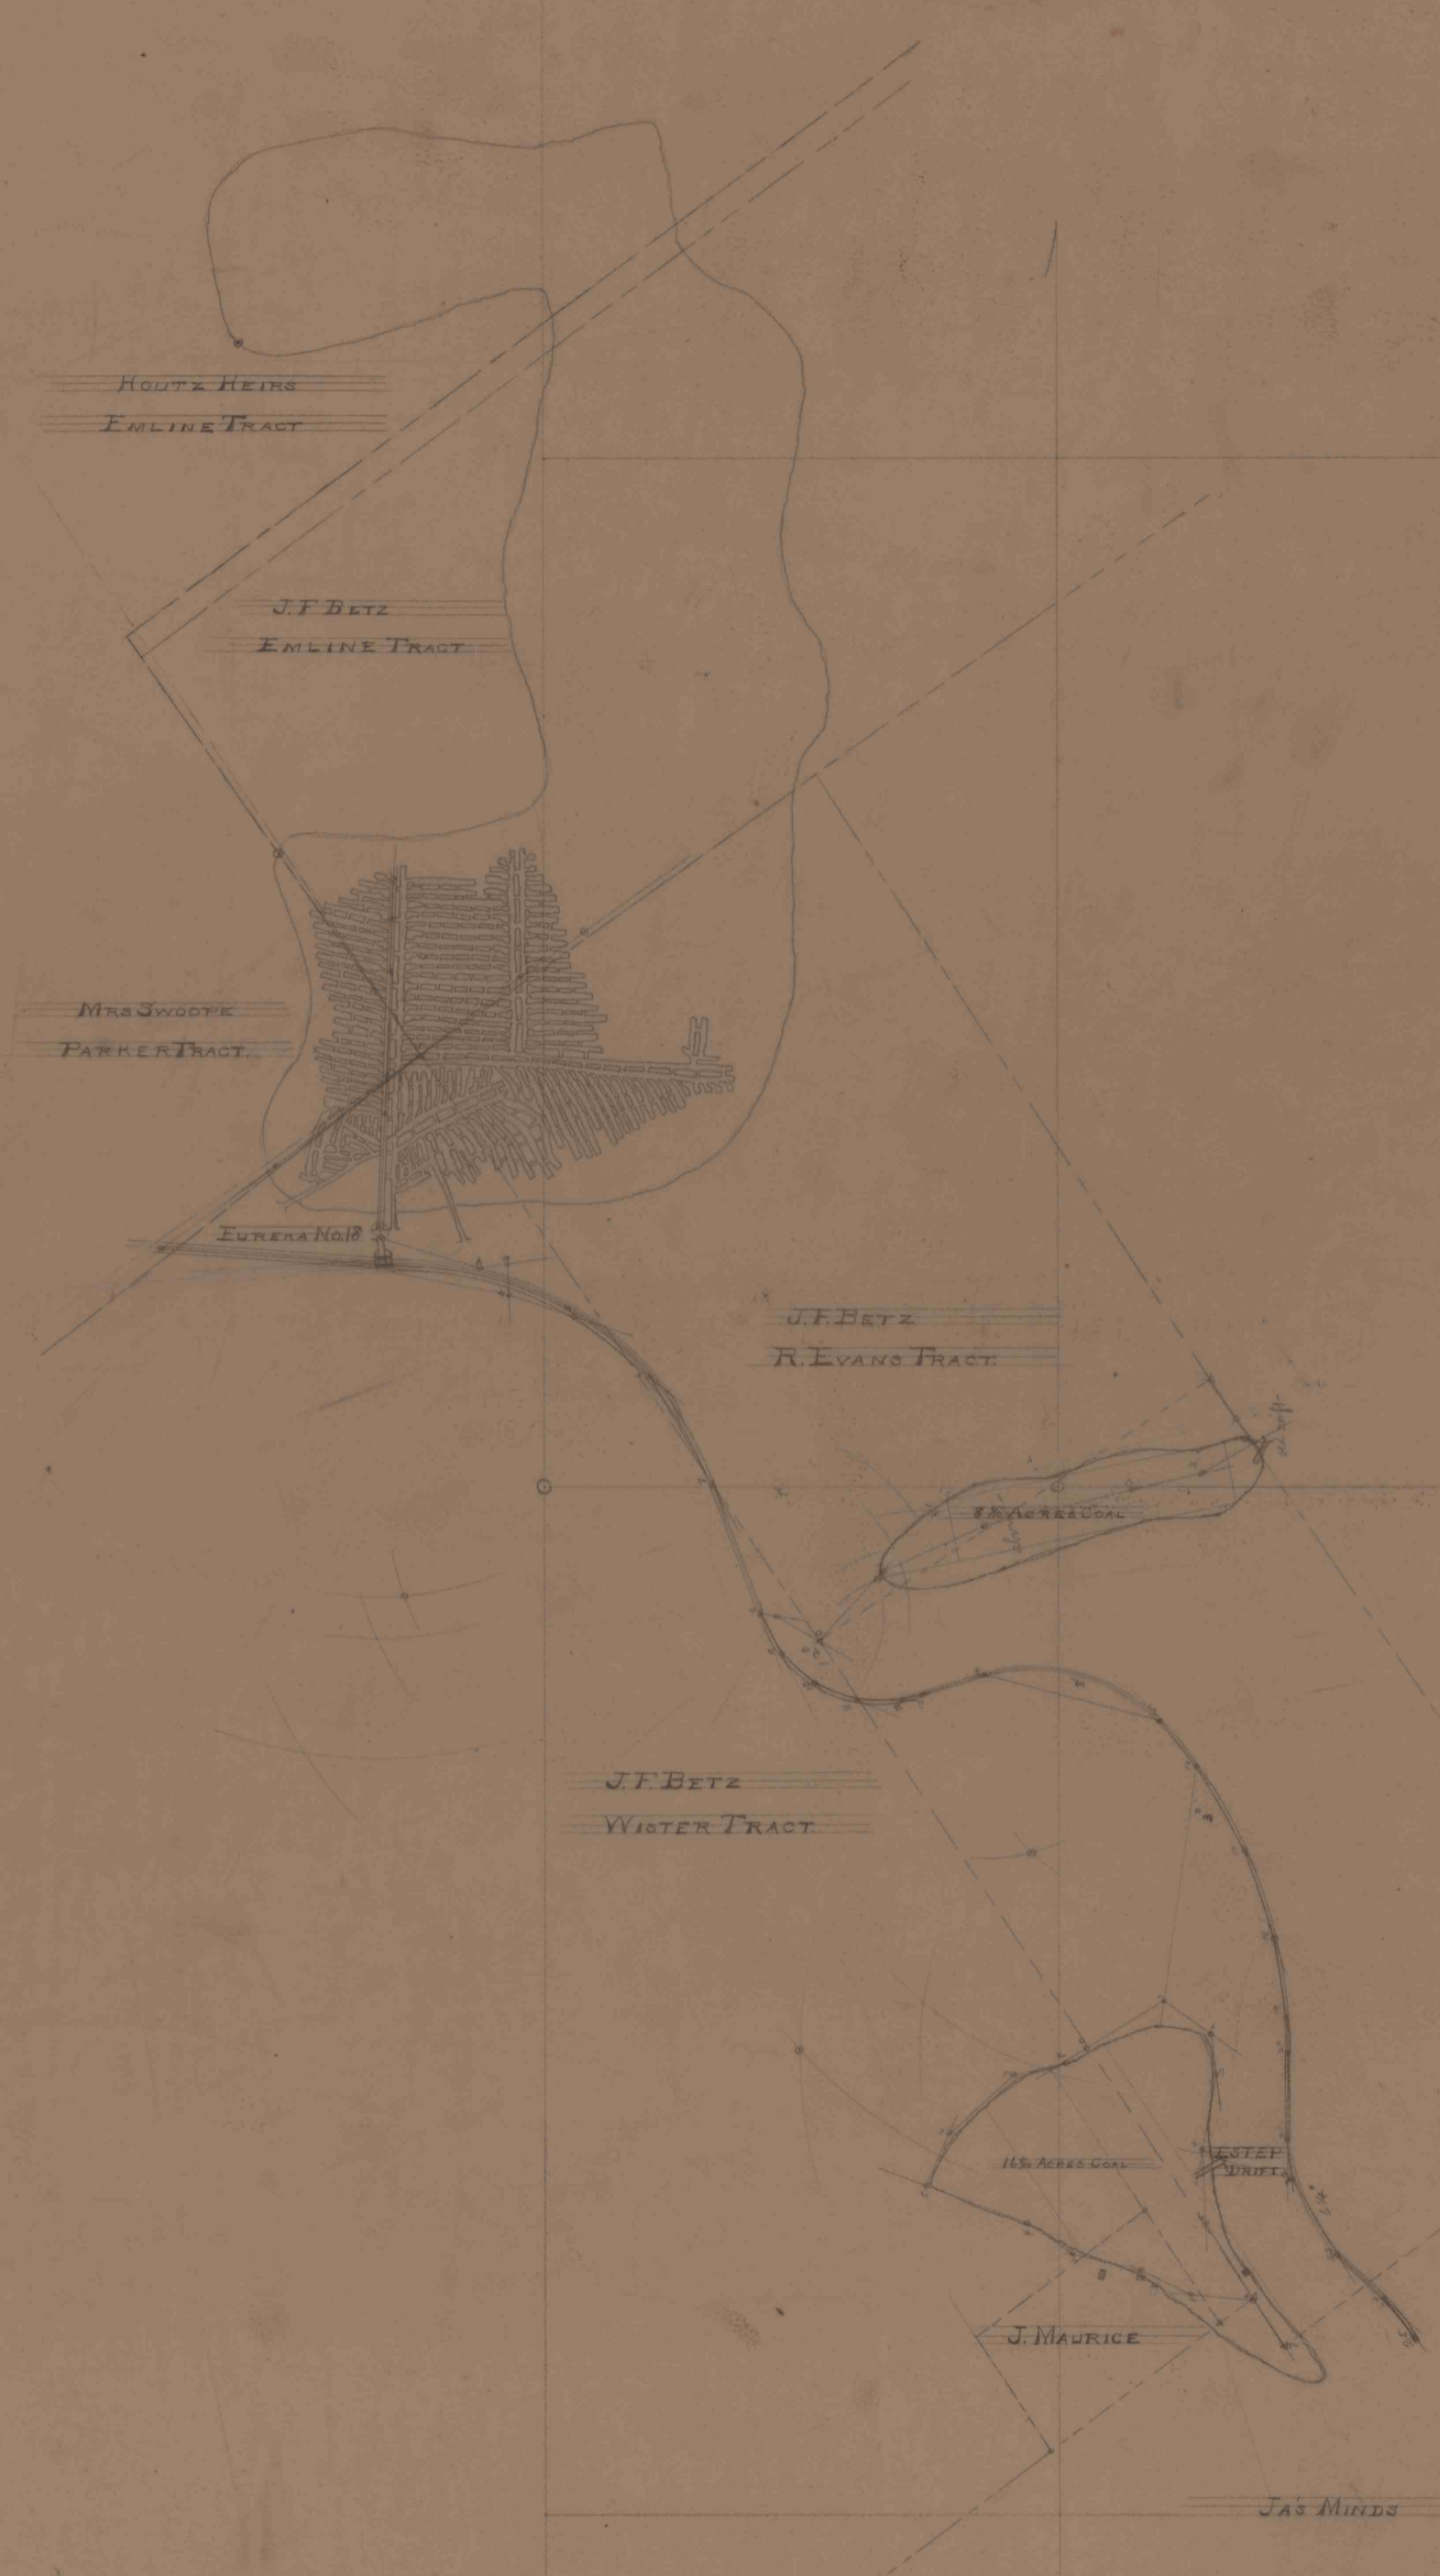 HOUTZ HEIRS
EMLINE TRACT
J. F BETZ
EMLINE TRACT
MRS SWOOPE
PARKER TRACT.
EUREKA NO. 18
J. F. BETZ
R. EVANS TRACT.
ACRES COAL
J. F. BETZ
WISTER TRACT.
ACRES COAL
ESTEP
DRIFT.
J. MAURICE
JAS MINDS